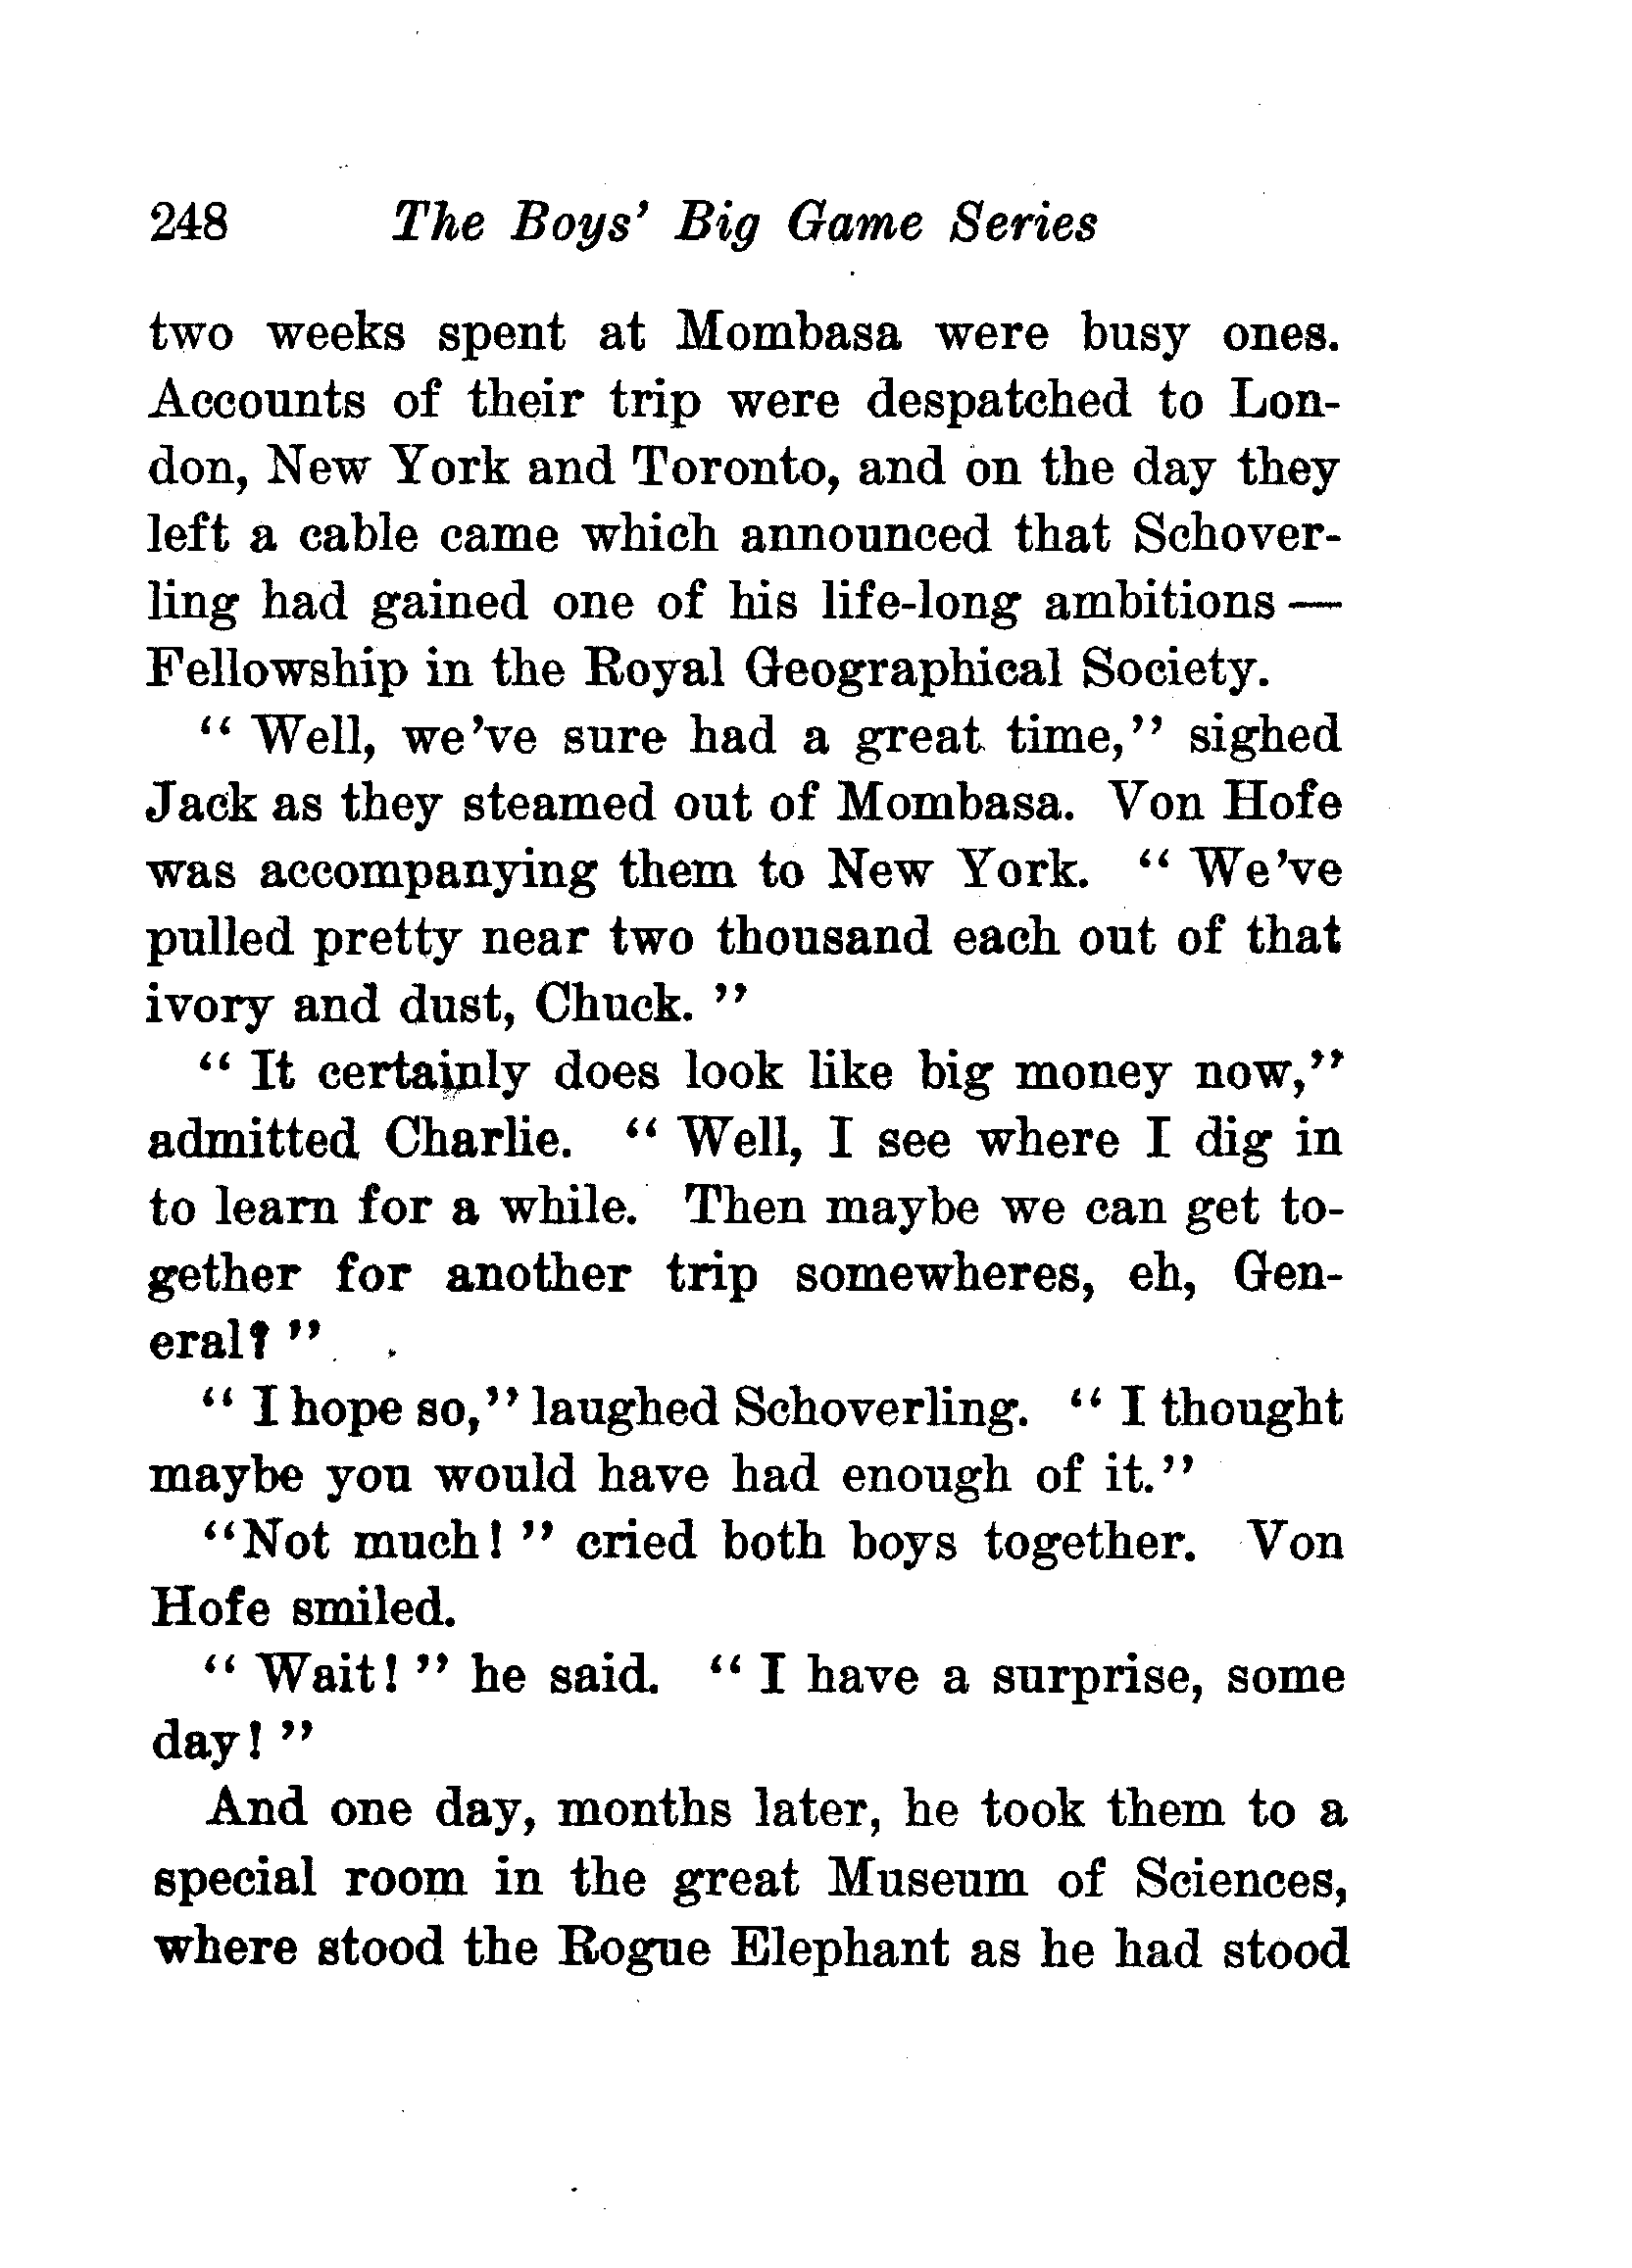 248 The Boys' Big Game Series
two weeks spent at Mombasa were busy ones.
Accounts of their trip were despatched to Lon-
don, New York and Toronto, and on the day they
left a cable came which announced that Schover-
ling had gained one of his life-long ambitions —
Fellowship in the Royal Geographical Society.
" Well, we've sure had a great time," sighed
Jack as they steamed out of Mombasa. Von Hofe
was accompanying them to New York. " We've
pulled pretty near two thousand each out of that
ivory and dust, Chuck. "
" It certainly does look like big money now,"
admitted Charlie. " Well, I see where I dig in
to learn for a while. Then maybe we can get to-
gether for another trip somewheres, eh, Gen-
eral? "
" I hope so," laughed Schoverling. " I thought
maybe you would have had enough of it."
"Not much! " cried both boys together. Von
Hofe smiled.
" Wait! " he said. " I have a surprise, some
day! "
And one day, months later, he took them to a
special room in the great Museum of Sciences,
where stood the Rogue Elephant as he had stood